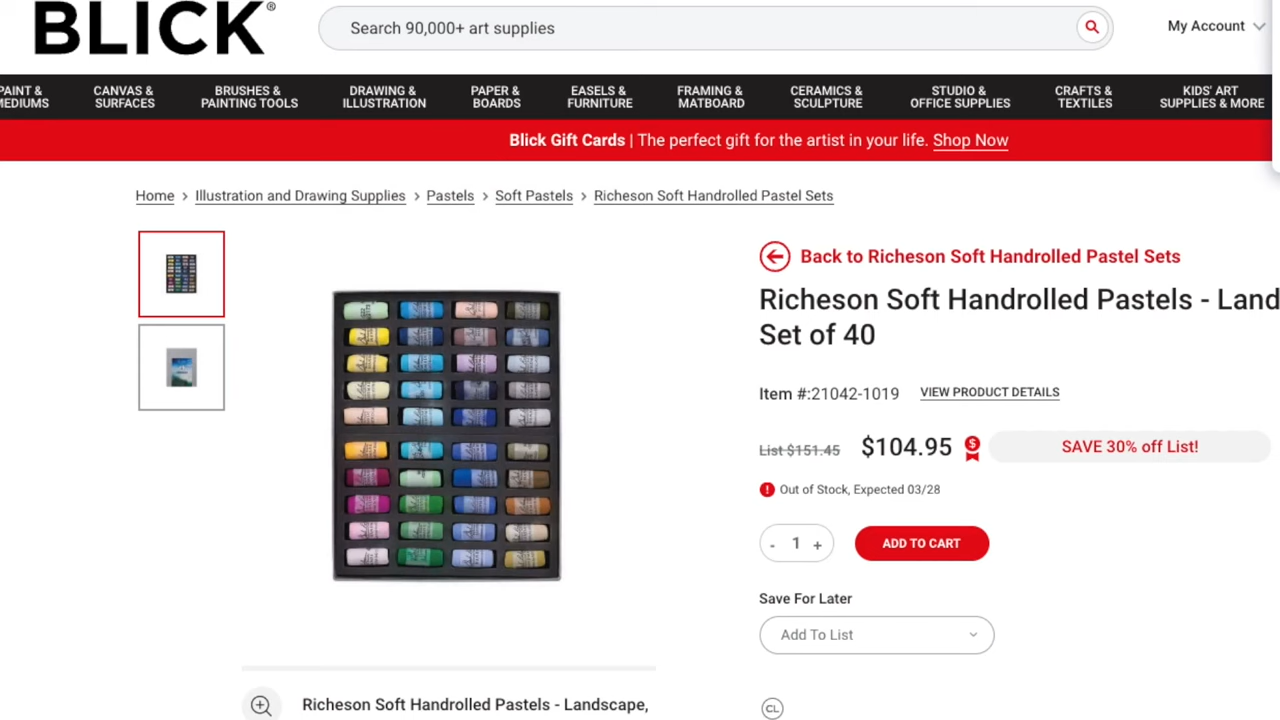 BLICK®
Search 90,000+ art supplies
My Account
PAINT &
MEDIUMS
CANVAS &
SURFACES
BRUSHES &
PAINTING TOOLS
DRAWING &
ILLUSTRATION
PAPER &
BOARDS
EASELS &
FURNITURE
FRAMING &
MATBOARD
CERAMICS &
SCULPTURE
STUDIO &
OFFICE SUPPLIES
CRAFTS &
TEXTILES
KIDS' ART
SUPPLIES & MORE
Blick Gift Cards | The perfect gift for the artist in your life. Shop Now
Home > Illustration and Drawing Supplies > Pastels > Soft Pastels > Richeson Soft Handrolled Pastel Sets
Back to Richeson Soft Handrolled Pastel Sets
Richeson Soft Handrolled Pastels - Land
Set of 40
Item #:21042-1019 VIEW PRODUCT DETAILS
List $151.45 $104.95 $ SAVE 30% off List!
! Out of Stock, Expected 03/28
- 1 + ADD TO CART
Save For Later
Add To List
CL
Richeson Soft Handrolled Pastels - Landscape,